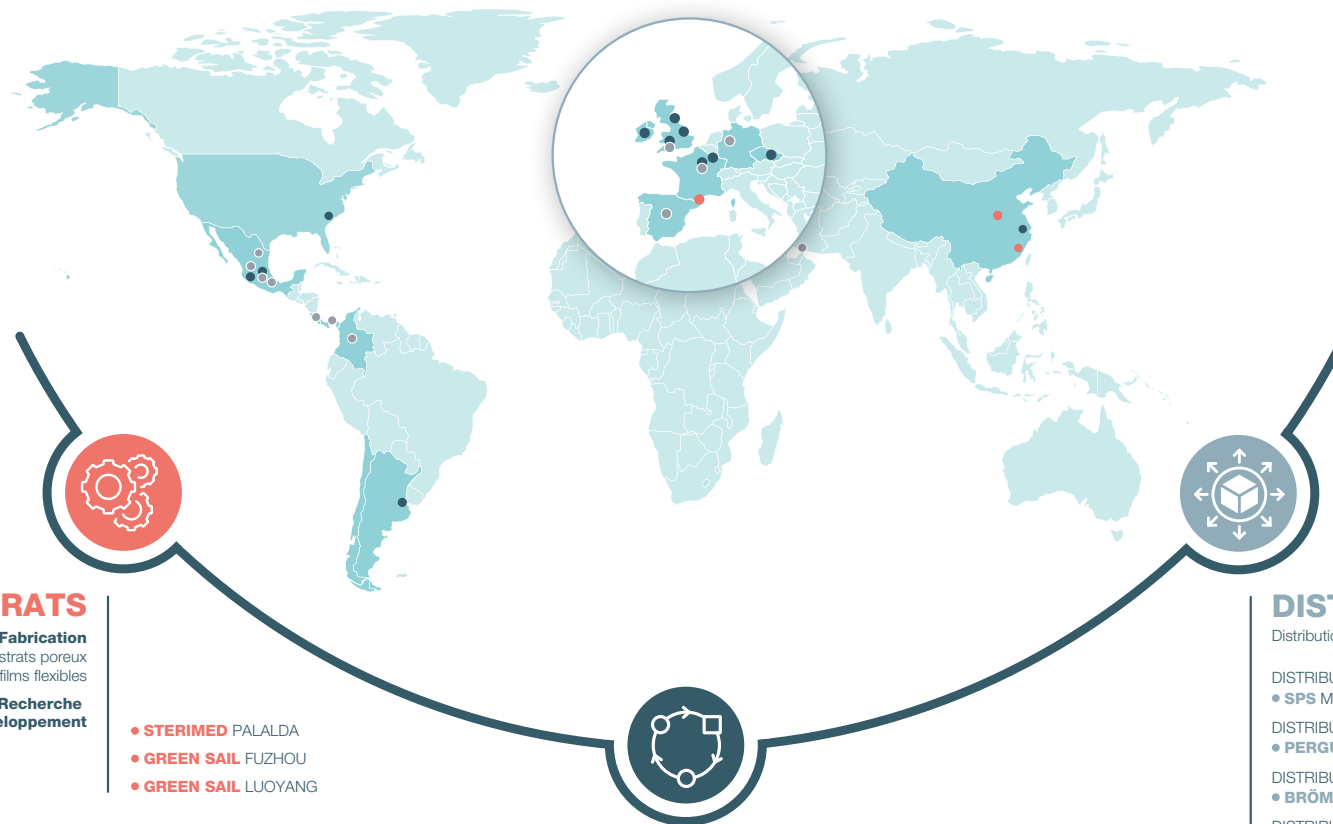 RATS
Fabrication
strats poreux
films flexibles
Recherche
eloppement
• STERIMED PALALDA
• GREEN SAIL FUZHOU
• GREEN SAIL LUOYANG
DIST
Distributio
DISTRIBU
• SPS M
DISTRIBU
• PERGU
DISTRIBU
• BRÖM
DISTRIBU